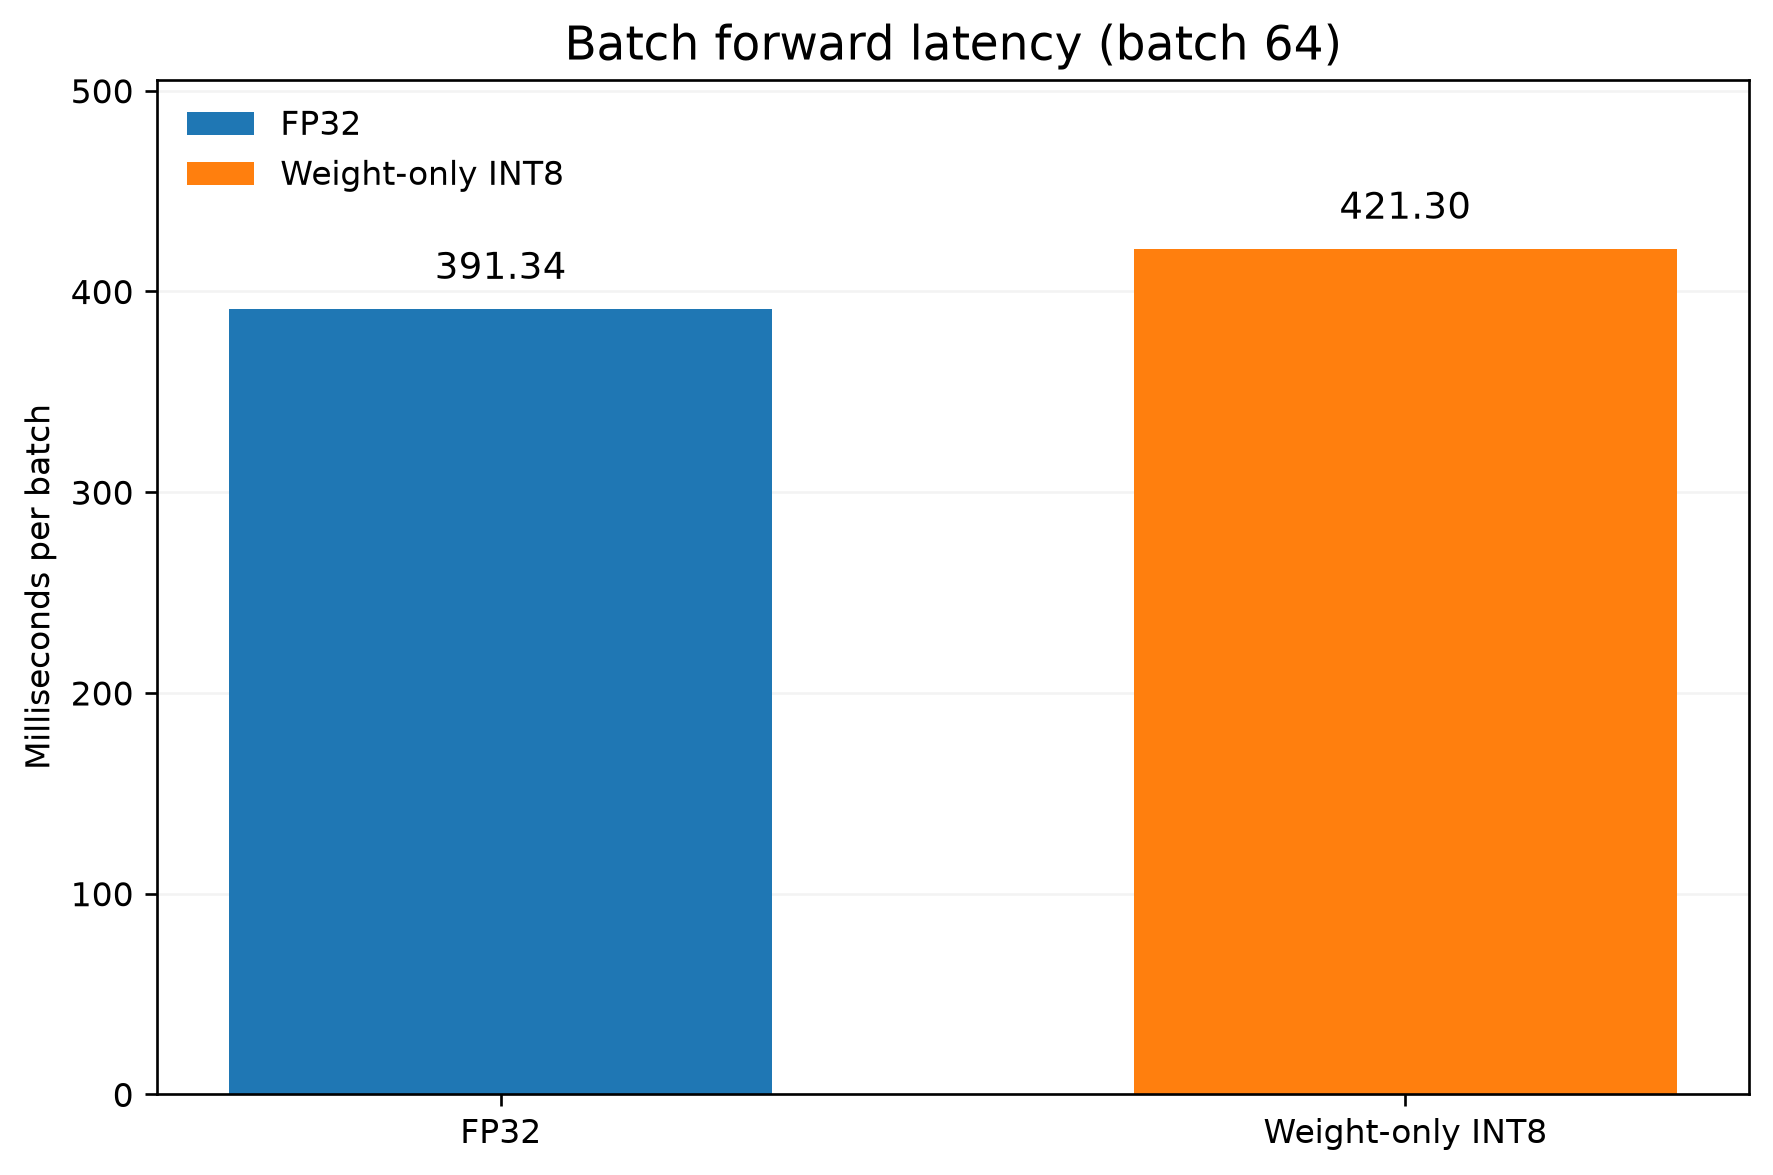 Batch forward latency (batch 64)
500
400
300
200
100
0
Milliseconds per batch
FP32
Weight-only INT8
391.34
421.30
FP32
Weight-only INT8